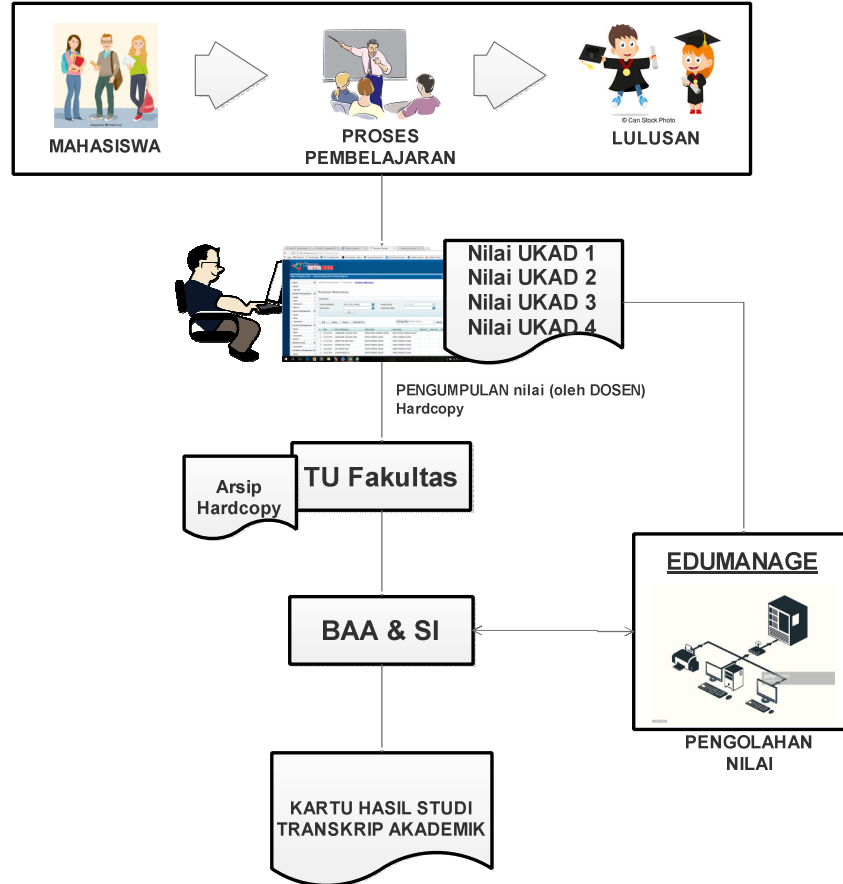 © Can Stock Photo
MAHASISWA
PROSES
PEMBELAJARAN
LULUSAN
Nilai UKAD 1
Nilai UKAD 2
Nilai UKAD 3
Nilai UKAD 4
PENGUMPULAN nilai (oleh DOSEN)
Hardcopy
TU Fakultas
Arsip
Hardcopy
EDUMANAGE
BAA & SI
PENGOLAHAN
NILAI
KARTU HASIL STUDI
TRANSKRIP AKADEMIK